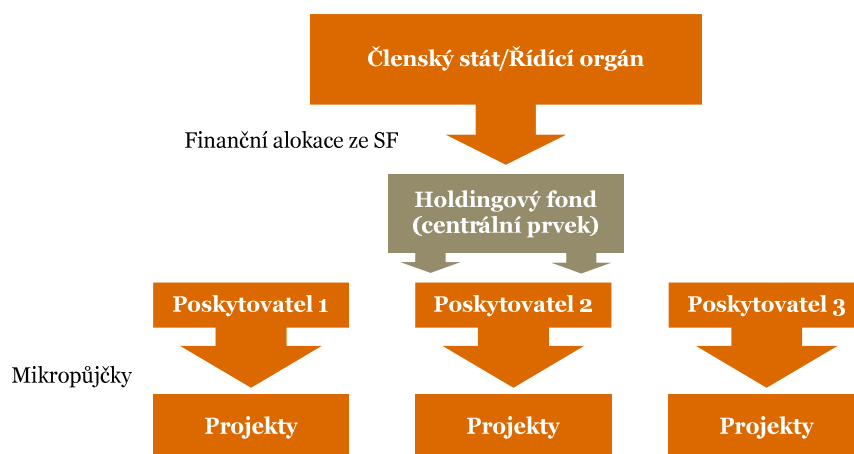 Členský stát/Řídící orgán
Finanční alokace ze SF
Holdingový fond
(centrální prvek)
Poskytovatel 1
Poskytovatel 2
Poskytovatel 3
Mikropůjčky
Projekty
Projekty
Projekty